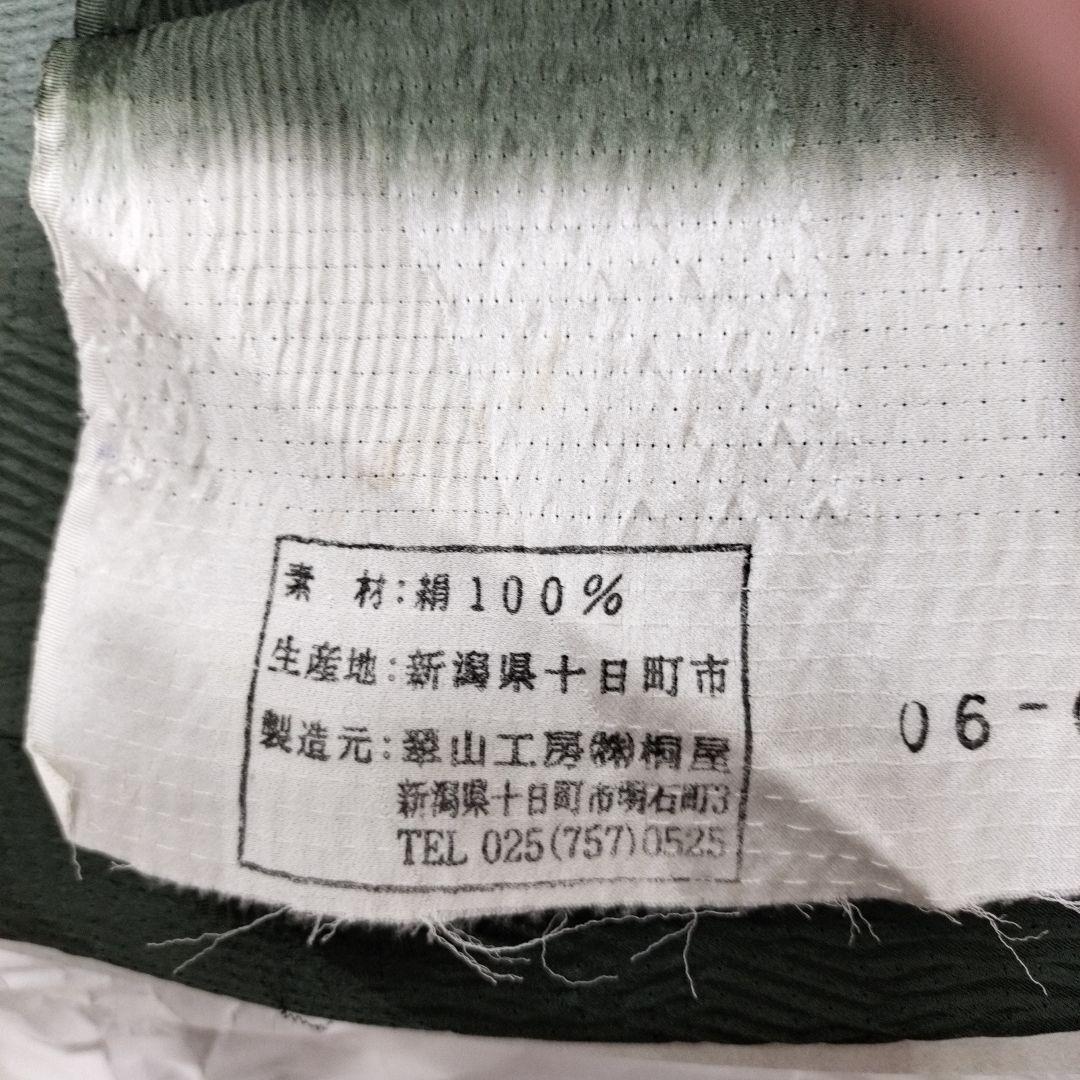 素 材：絹100%
生産地：新潟県十日町市
製造元：翠山工房㈱桐屋
新潟県十日町市明石町3
TEL 025(757)0525
06-